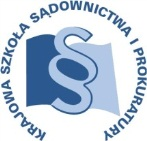 KRAJOWA SZKOŁA SĄDOWNICTWA I PROKURATURY
§